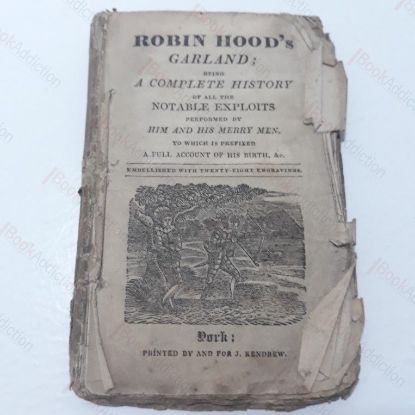 ROBIN HOOD's
GARLAND;
BEING
A COMPLETE HISTORY
OF ALL THE
NOTABLE EXPLOITS
PERFORMED BY
HIM AND HIS MERRY MEN.
TO WHICH IS PREFIXED
A FULL ACCOUNT OF HIS BIRTH, &c.
EMBELLISHED WITH TWENTY-EIGHT ENGRAVINGS.
York:
PRINTED BY AND FOR J. KENDREW.
BookAddiction